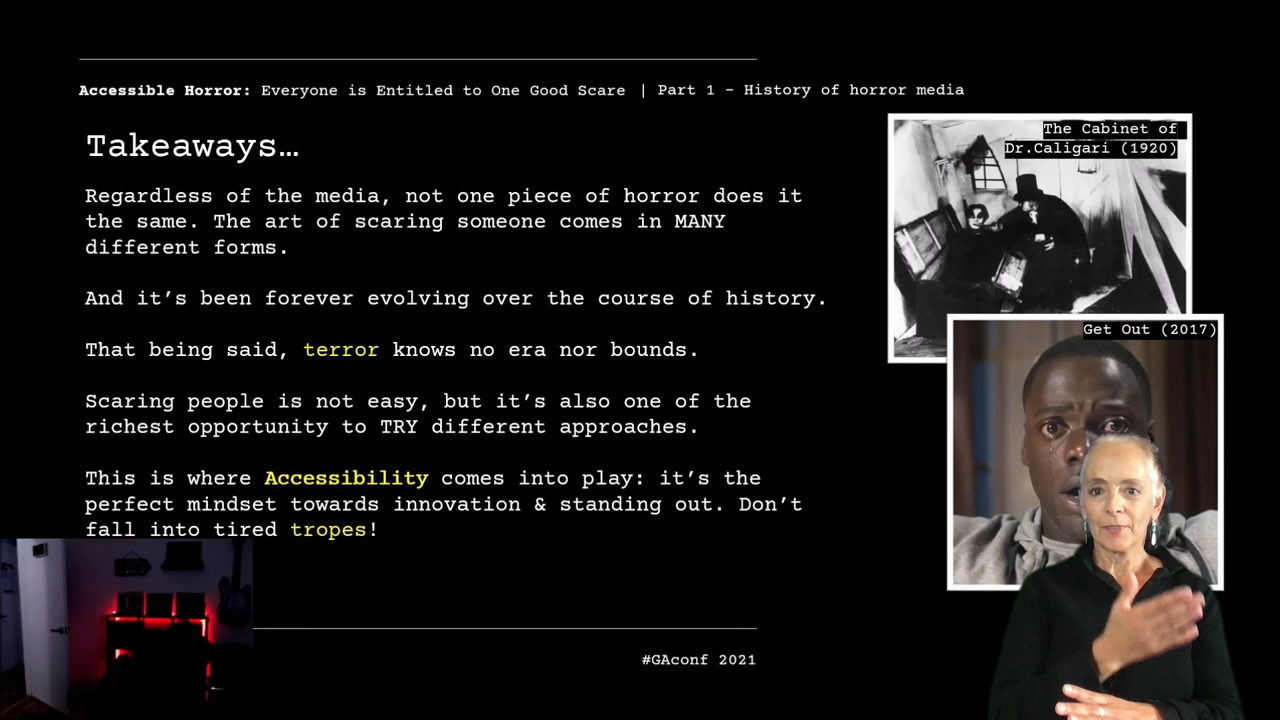 Accessible Horror: Everyone is Entitled to One Good Scare | Part 1 – History of horror media
Takeaways…
Regardless of the media, not one piece of horror does it
the same. The art of scaring someone comes in MANY
different forms.
And it’s been forever evolving over the course of history.
That being said, terror knows no era nor bounds.
Scaring people is not easy, but it’s also one of the
richest opportunity to TRY different approaches.
This is where Accessibility comes into play: it’s the
perfect mindset towards innovation & standing out. Don’t
fall into tired tropes!
The Cabinet of
Dr.Caligari (1920)
Get Out (2017)
#GAconf 2021